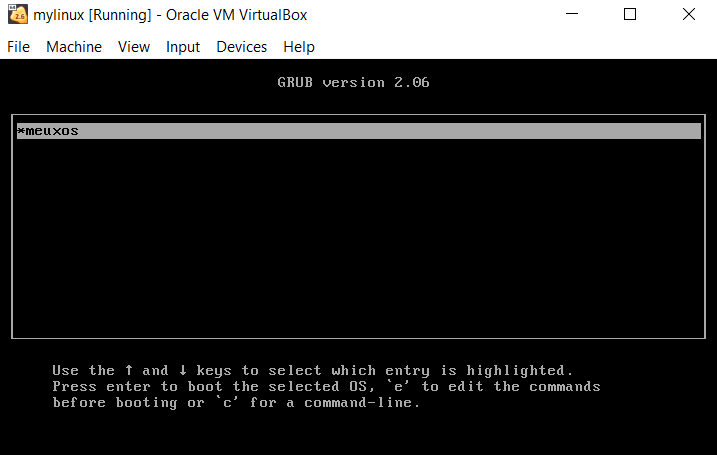 mylinux [Running] - Oracle VM VirtualBox
File Machine View Input Devices Help
GRUB version 2.06
*meuxos
Use the ↑ and ↓ keys to select which entry is highlighted.
Press enter to boot the selected OS, `e' to edit the commands
before booting or `c' for a command-line.